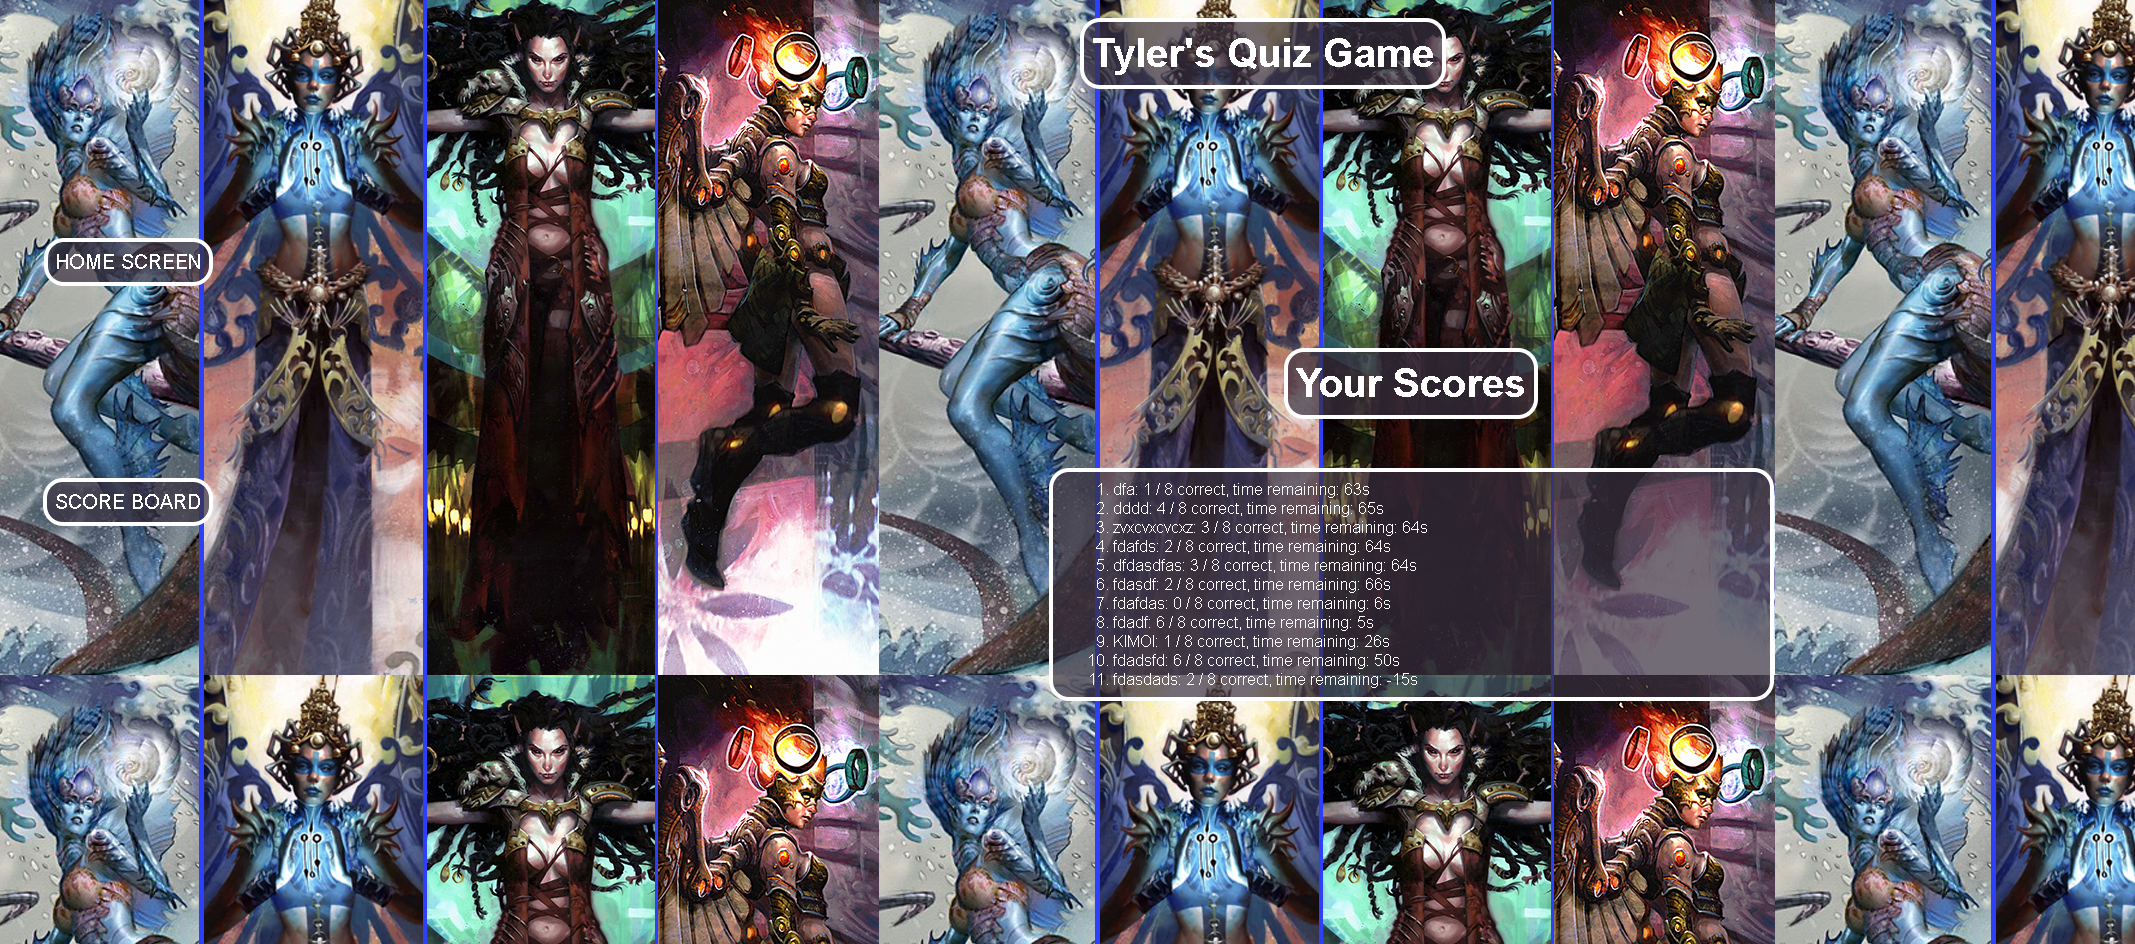 Tyler's Quiz Game
HOME SCREEN
Your Scores
SCORE BOARD
1. dfa: 1 / 8 correct, time remaining: 63s
2. dddd: 4 / 8 correct, time remaining: 65s
3. zvxcvxcvcxz: 3 / 8 correct, time remaining: 64s
4. fdafds: 2 / 8 correct, time remaining: 64s
5. dfdasdfas: 3 / 8 correct, time remaining: 64s
6. fdasdf: 2 / 8 correct, time remaining: 66s
7. fdafdas: 0 / 8 correct, time remaining: 6s
8. fdadf: 6 / 8 correct, time remaining: 5s
9. KIMOI: 1 / 8 correct, time remaining: 26s
10. fdadsfd: 6 / 8 correct, time remaining: 50s
11. fdasdads: 2 / 8 correct, time remaining: -15s